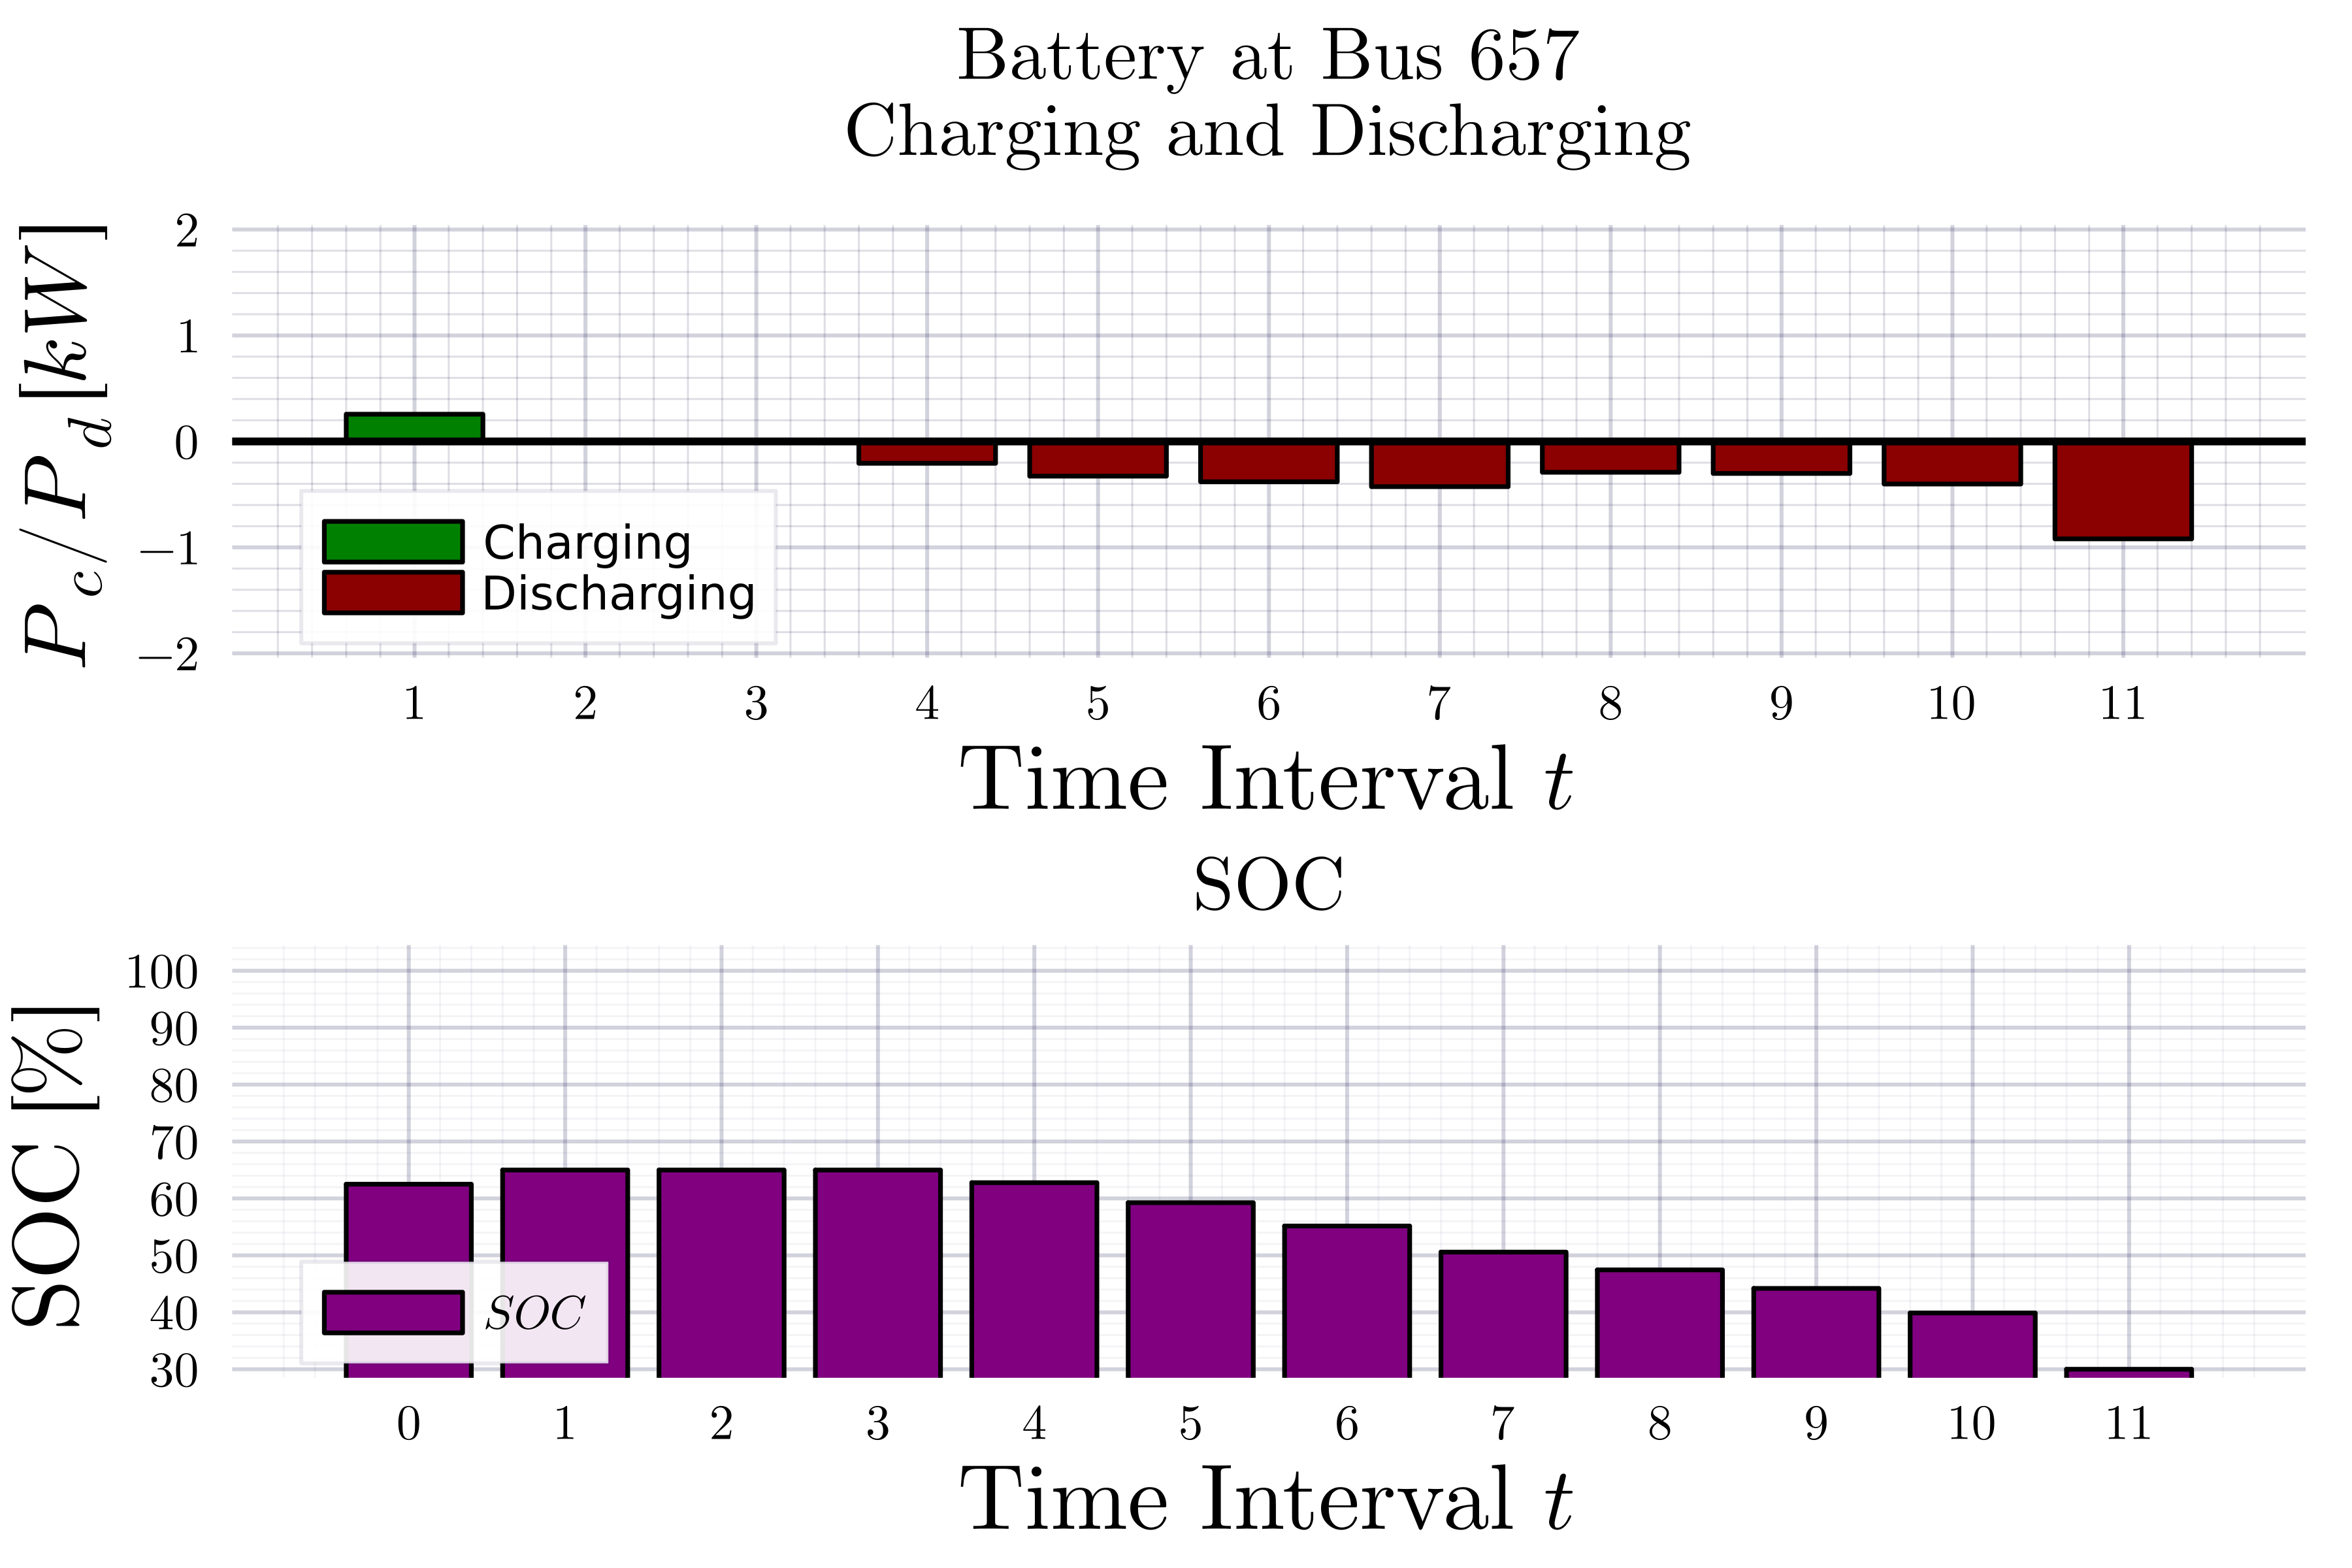 Battery at Bus 657
Charging and Discharging
P_c/P_d [kW]
2
1
0
−1
−2
Charging
Discharging
1 2 3 4 5 6 7 8 9 10 11
Time Interval t
SOC
SOC [%]
100
90
80
70
60
50
40
30
SOC
0 1 2 3 4 5 6 7 8 9 10 11
Time Interval t